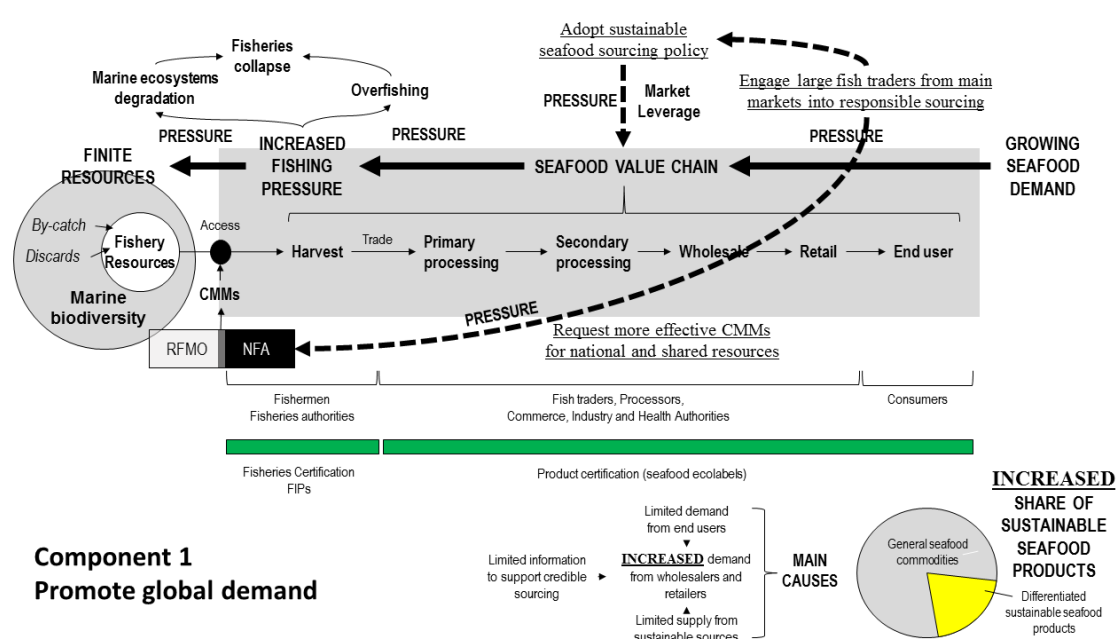 Fisheries
collapse
Marine ecosystems
degradation
Overfishing
Adopt sustainable
seafood sourcing policy
PRESSURE
Market
Leverage
Engage large fish traders from main
markets into responsible sourcing
PRESSURE
PRESSURE
PRESSURE
FINITE
RESOURCES
INCREASED
FISHING
PRESSURE
SEAFOOD VALUE CHAIN
GROWING
SEAFOOD
DEMAND
By-catch
Discards
Fishery
Resources
Marine
biodiversity
Access
CMMs
Harvest
Trade
Primary
processing
Secondary
processing
Wholesale
Retail
End user
PRESSURE
RFMO
NFA
Request more effective CMMs
for national and shared resources
Fishermen
Fisheries authorities
Fish traders, Processors,
Commerce, Industry and Health Authorities
Consumers
Fisheries Certification
FIPs
Product certification (seafood ecolabels)
Component 1
Promote global demand
Limited information
to support credible
sourcing
Limited demand
from end users
INCREASED demand
from wholesalers and
retailers
Limited supply from
sustainable sources
MAIN
CAUSES
General seafood
commodities
INCREASED
SHARE OF
SUSTAINABLE
SEAFOOD
PRODUCTS
Differentiated
sustainable seafood
products